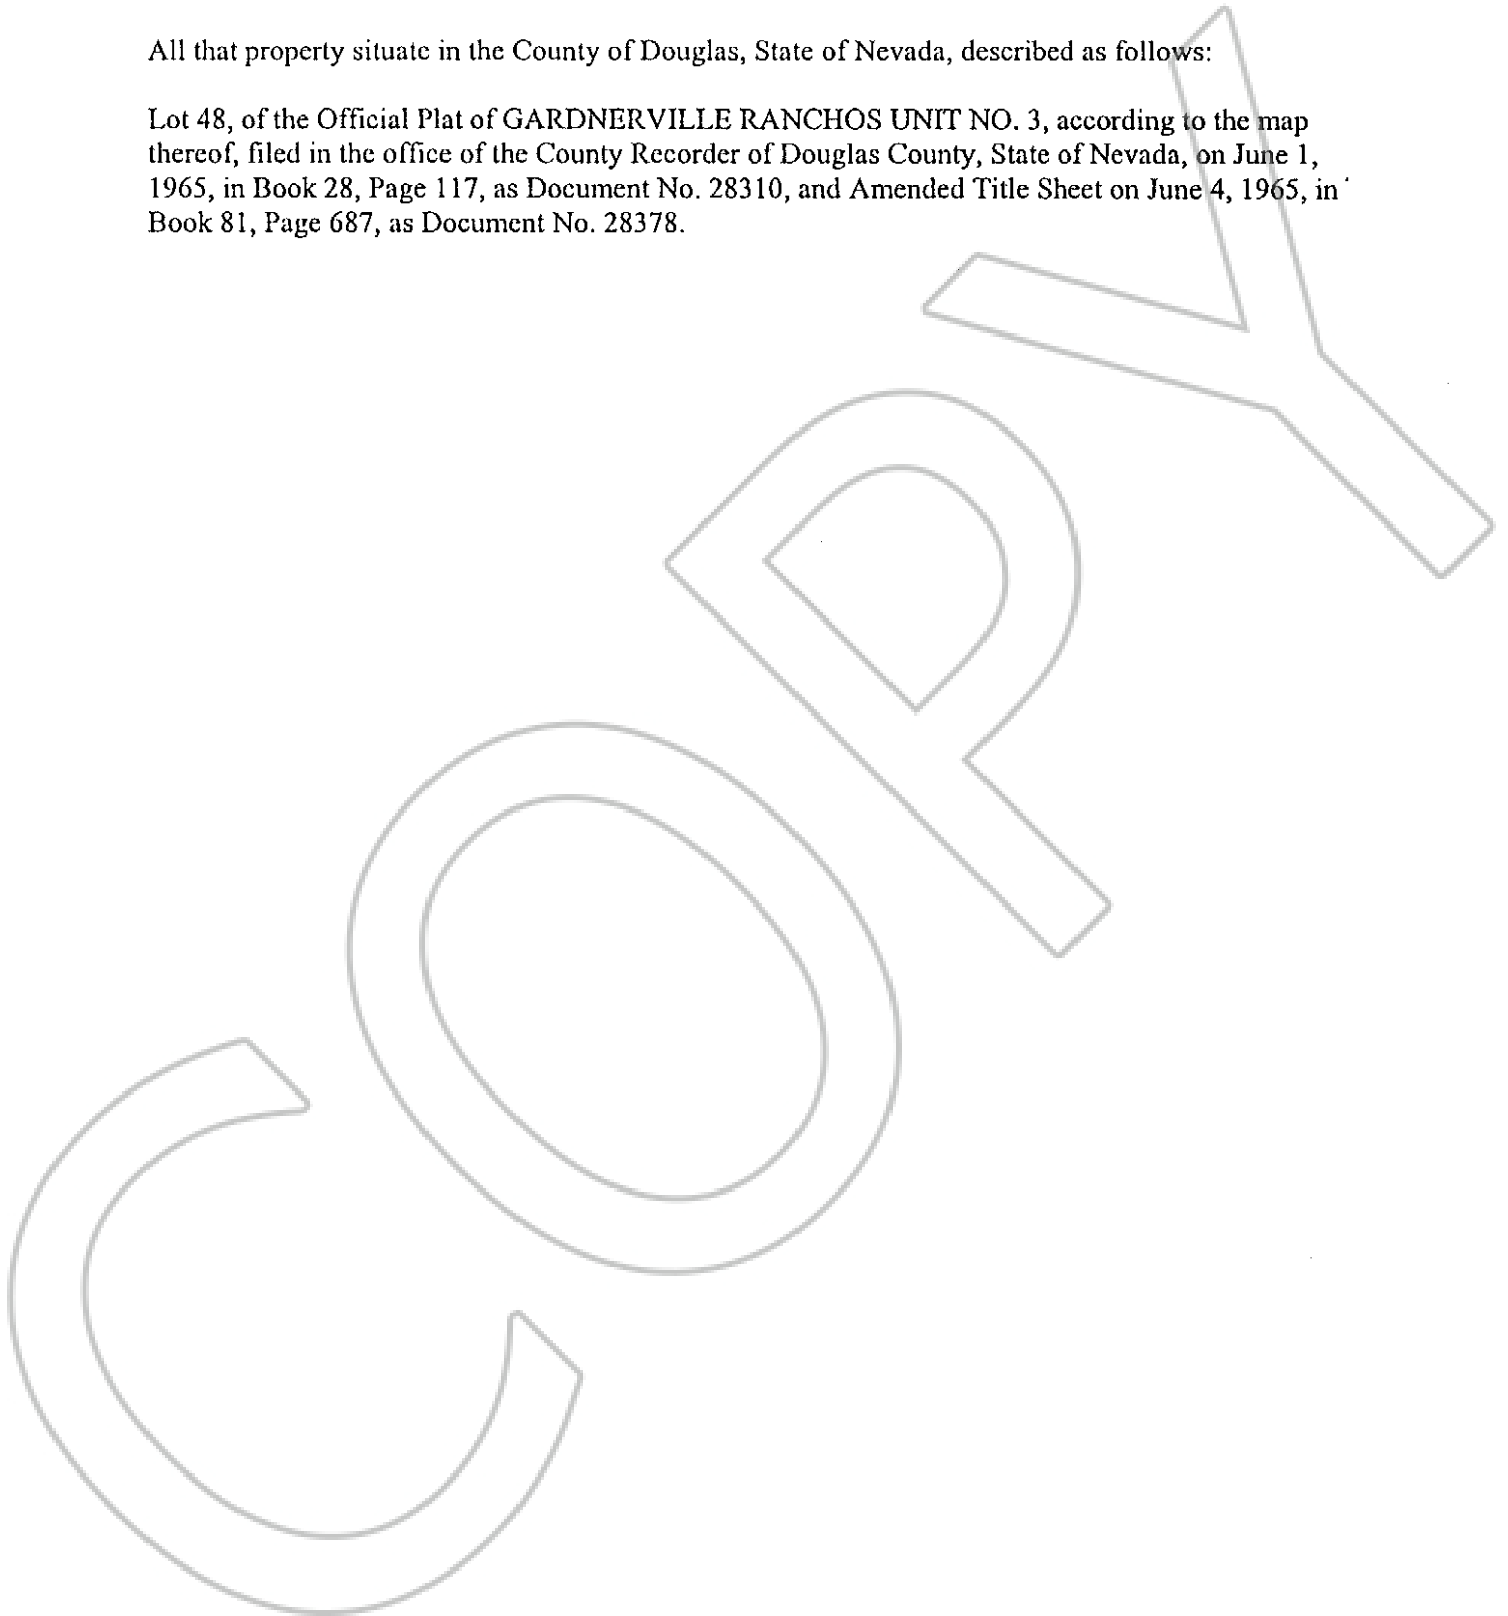 All that property situate in the County of Douglas, State of Nevada, described as follows:
Lot 48, of the Official Plat of GARDNERVILLE RANCHOS UNIT NO. 3, according to the map
thereof, filed in the office of the County Recorder of Douglas County, State of Nevada, on June 1,
1965, in Book 28, Page 117, as Document No. 28310, and Amended Title Sheet on June 4, 1965, in
Book 81, Page 687, as Document No. 28378.
COPY